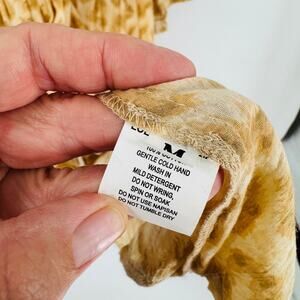 M
100%
GENTLE COLD HAND
WASH IN
MILD DETERGENT
DO NOT WRING,
SPIN OR SOAK
DO NOT USE NAPISAN
DO NOT TUMBLE DRY